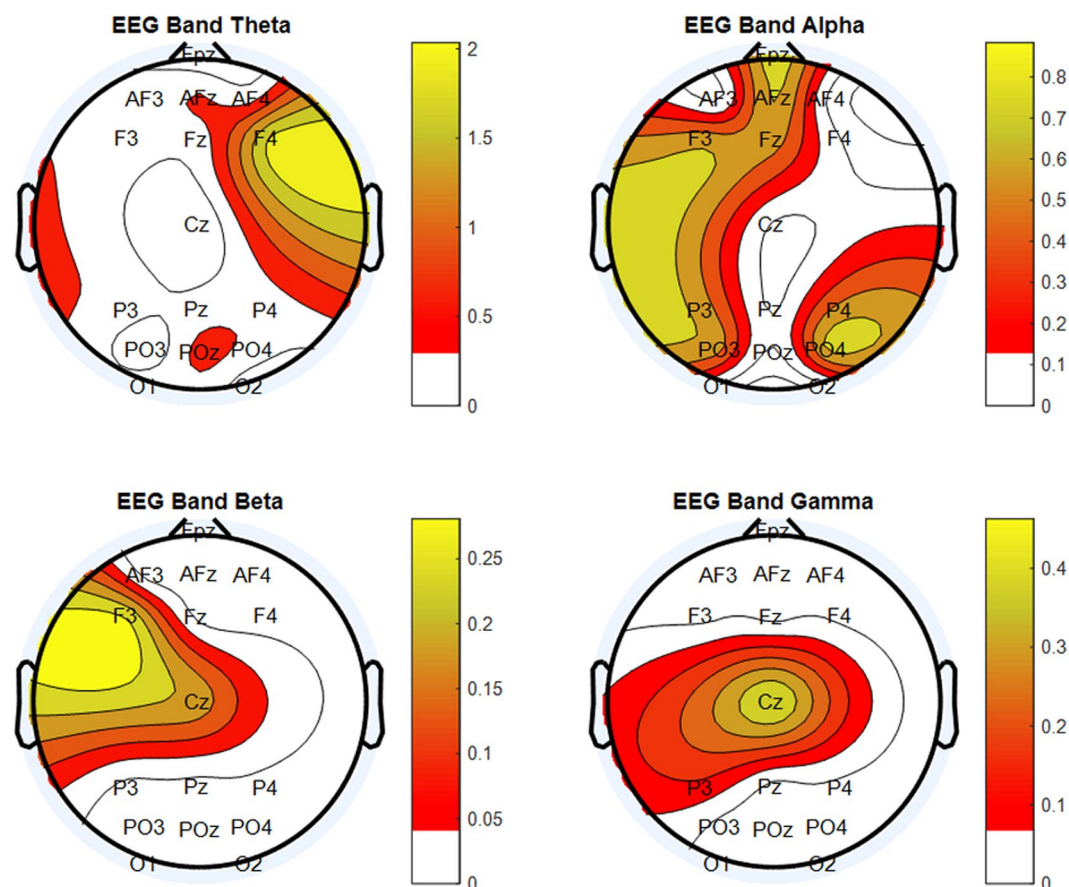 EEG Band Theta
Fpz
AF3 AFz AF4
F3 Fz F4
Cz
P3 Pz P4
PO3 POz PO4
O1 O2
2
1.5
1
0.5
0
EEG Band Alpha
Fpz
AF3 AFz AF4
F3 Fz F4
Cz
P3 Pz P4
PO3 POz PO4
O1 O2
0.8
0.7
0.6
0.5
0.4
0.3
0.2
0.1
0
EEG Band Beta
Fpz
AF3 AFz AF4
F3 Fz F4
Cz
P3 Pz P4
PO3 POz PO4
O1 O2
0.25
0.2
0.15
0.1
0.05
0
EEG Band Gamma
Fpz
AF3 AFz AF4
F3 Fz F4
Cz
P3 Pz P4
PO3 POz PO4
O1 O2
0.4
0.3
0.2
0.1
0